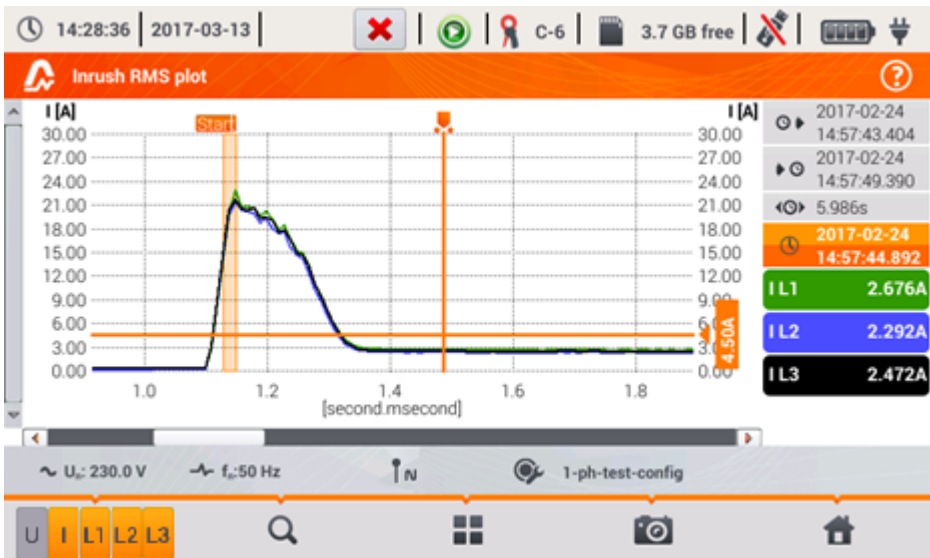 14:28:36 2017-03-13 C-6 3.7 GB free
Inrush RMS plot ?
I [A] I [A]
Start
30.00 30.00
27.00 27.00
24.00 24.00
21.00 21.00
18.00 18.00
15.00 15.00
12.00 12.00
9.00 9.00
6.00 6.00
3.00 3.00
0.00 0.00
4.50A
1.0 1.2 1.4 1.6 1.8
[second.msecond]
2017-02-24
14:57:43.404
2017-02-24
14:57:49.390
5.986s
2017-02-24
14:57:44.892
I L1 2.676A
I L2 2.292A
I L3 2.472A
Uₙ: 230.0 V fₙ:50 Hz N 1-ph-test-config
U I L1 L2 L3